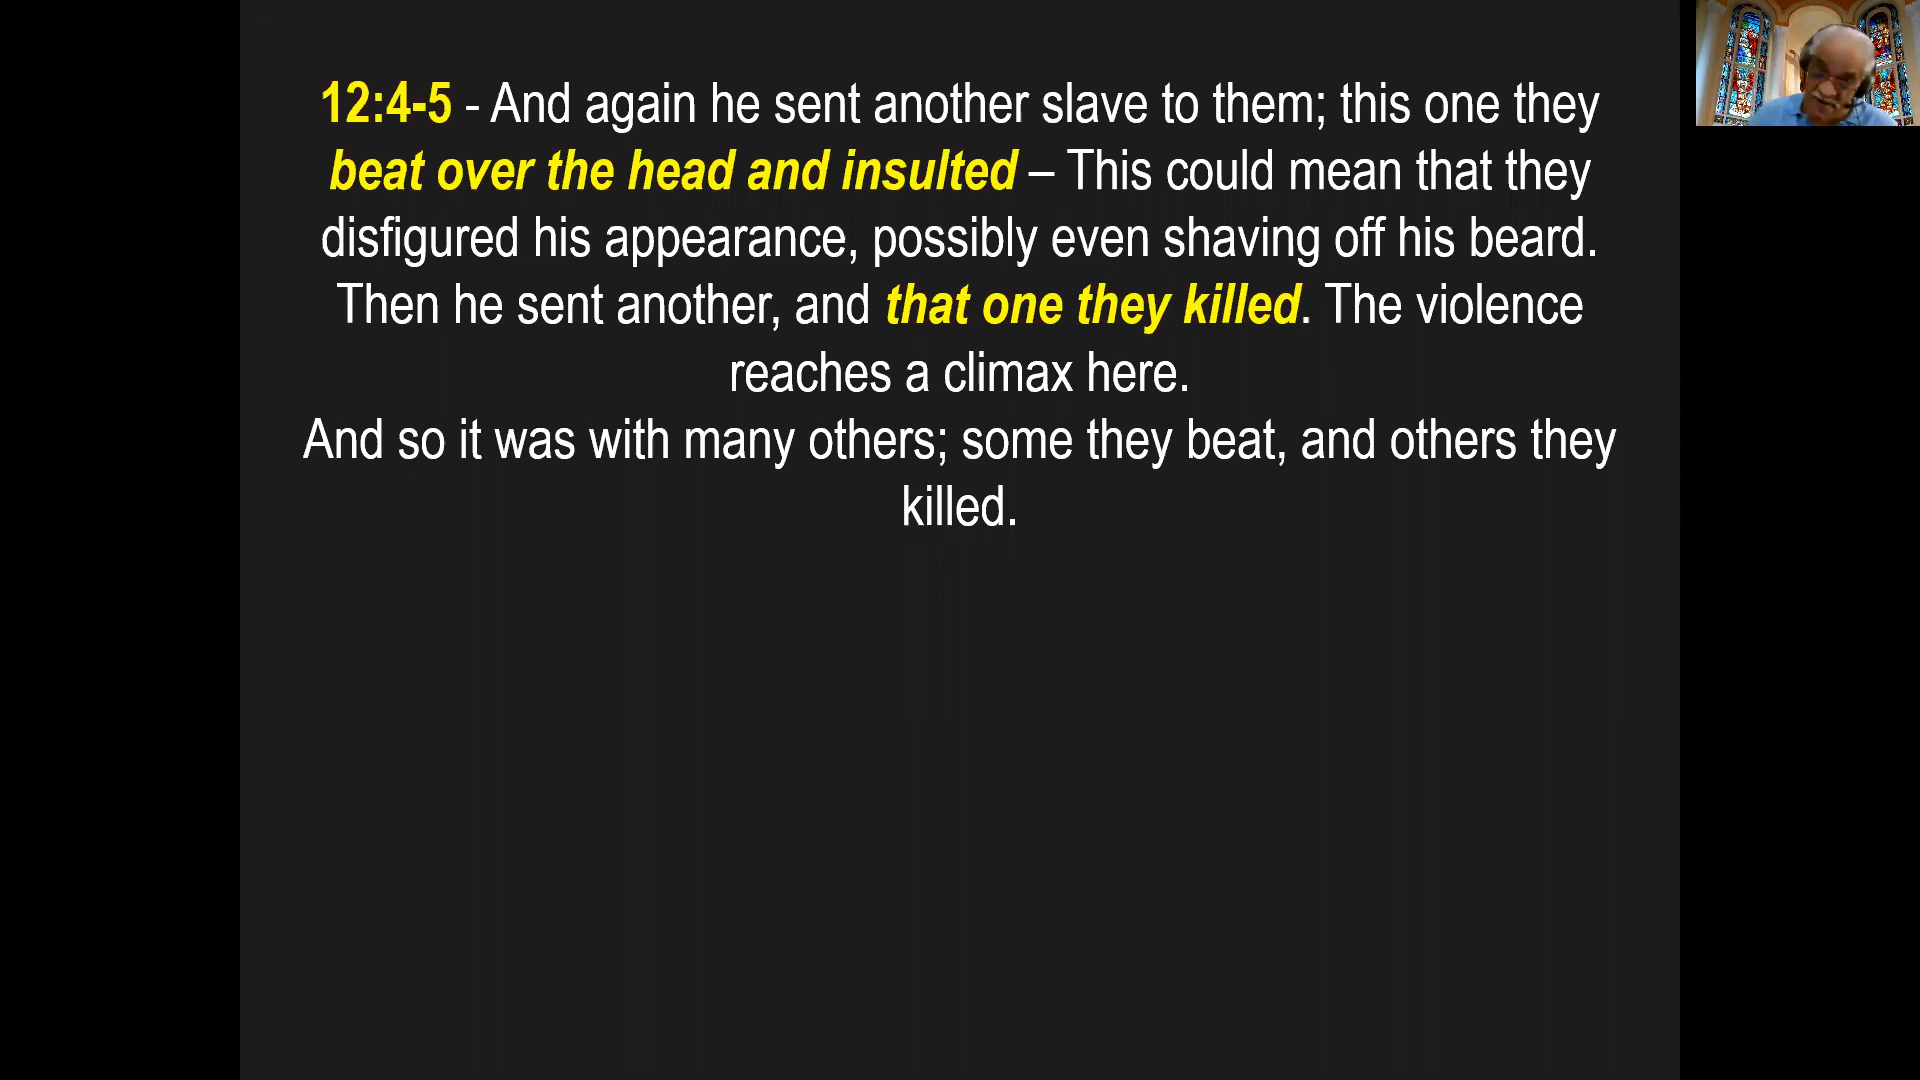 12:4-5 - And again he sent another slave to them; this one they
beat over the head and insulted – This could mean that they
disfigured his appearance, possibly even shaving off his beard.
Then he sent another, and that one they killed. The violence
reaches a climax here.
And so it was with many others; some they beat, and others they
killed.